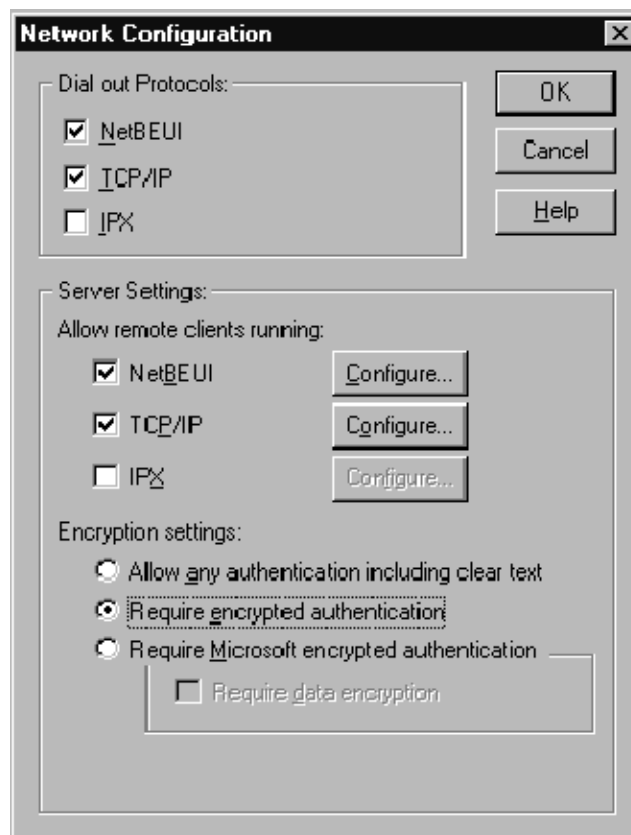 Network Configuration
Dial out Protocols:
NetBEUI
TCP/IP
IPX
OK
Cancel
Help
Server Settings:
Allow remote clients running:
NetBEUI Configure...
TCP/IP Configure...
IPX Configure...
Encryption settings:
Allow any authentication including clear text
Require encrypted authentication
Require Microsoft encrypted authentication
Require data encryption